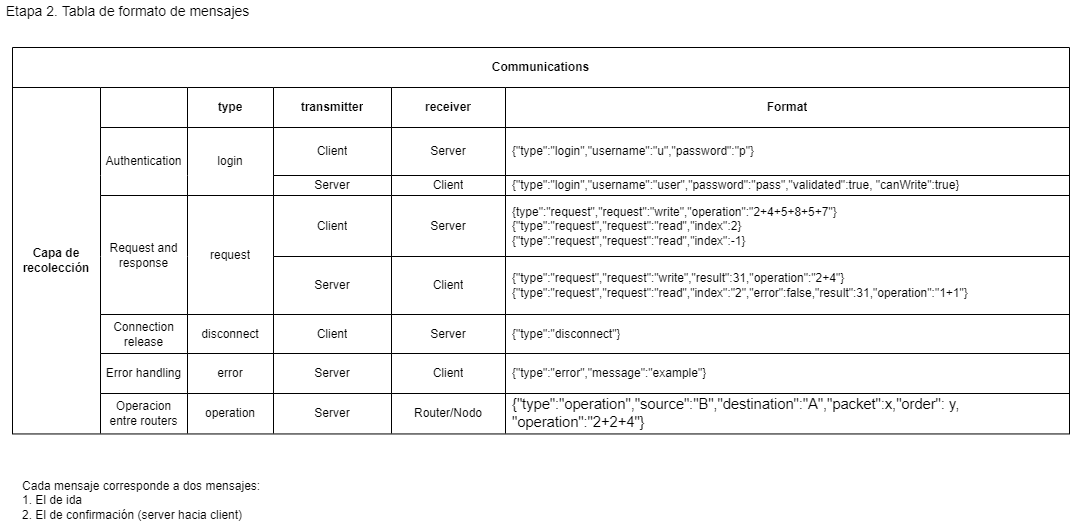 Etapa 2. Tabla de formato de mensajes
Communications
type transmitter receiver Format
Capa de
recolección
Authentication login
Client Server {"type":"login","username":"u","password":"p"}
Server Client {"type":"login","username":"user","password":"pass","validated":true, "canWrite":true}
Request and
response
request
Client Server
{type":"request","request":"write","operation":"2+4+5+8+5+7"}
{"type":"request","request":"read","index":2}
{"type":"request","request":"read","index":-1}
Server Client
{"type":"request","request":"write","result":31,"operation":"2+4"}
{"type":"request","request":"read","index":"2","error":false,"result":31,"operation":"1+1"}
Connection
release
disconnect Client Server {"type":"disconnect"}
Error handling error Server Client {"type":"error","message":"example"}
Operacion
entre routers
operation Server Router/Nodo
{"type":"operation","source":"B","destination":"A","packet":x,"order": y,
"operation":"2+2+4"}
Cada mensaje corresponde a dos mensajes:
1. El de ida
2. El de confirmación (server hacia client)